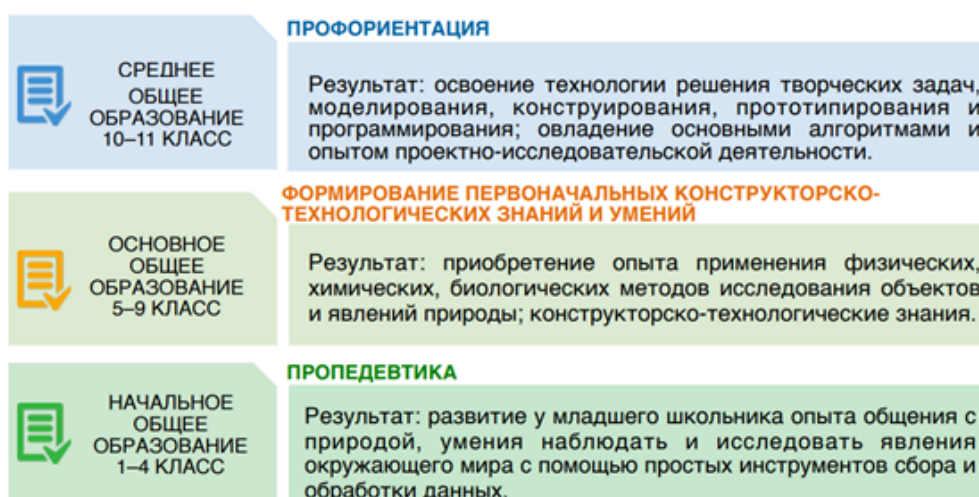 ПРОФОРИЕНТАЦИЯ
СРЕДНЕЕ
ОБЩЕЕ
ОБРАЗОВАНИЕ
10–11 КЛАСС
Результат: освоение технологии решения творческих задач,
моделирования, конструирования, прототипирования и
программирования; овладение основными алгоритмами и
опытом проектно-исследовательской деятельности.
ФОРМИРОВАНИЕ ПЕРВОНАЧАЛЬНЫХ КОНСТРУКТОРСКО-
ТЕХНОЛОГИЧЕСКИХ ЗНАНИЙ И УМЕНИЙ
ОСНОВНОЕ
ОБЩЕЕ
ОБРАЗОВАНИЕ
5–9 КЛАСС
Результат: приобретение опыта применения физических,
химических, биологических методов исследования объектов
и явлений природы; конструкторско-технологические знания.
ПРОПЕДЕВТИКА
НАЧАЛЬНОЕ
ОБЩЕЕ
ОБРАЗОВАНИЕ
1–4 КЛАСС
Результат: развитие у младшего школьника опыта общения с
природой, умения наблюдать и исследовать явления
окружающего мира с помощью простых инструментов сбора и
обработки данных.